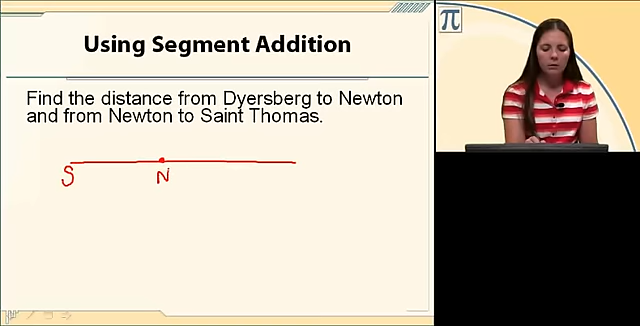 Using Segment Addition
π
Find the distance from Dyersberg to Newton
and from Newton to Saint Thomas.
S N